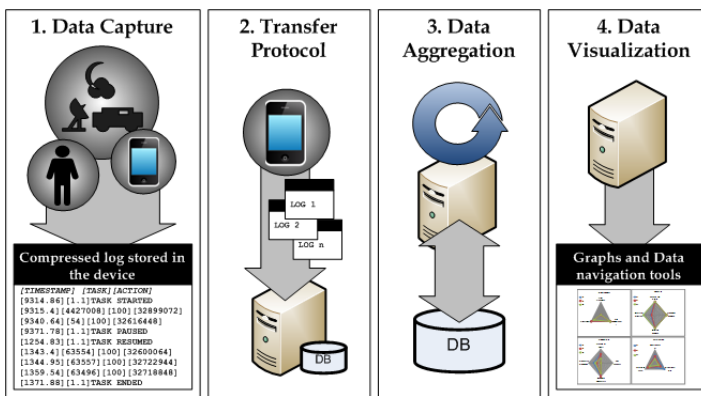 1. Data Capture
Compressed log stored in
the device
[TIMESTAMP] [TASK][ACTION]
[9314.86][1.1]TASK STARTED
[9315.4][4427008][100][32899072]
[9340.64][54][100][32616448]
[9371.78][1.1]TASK PAUSED
[1254.83][1.1]TASK RESUMED
[1343.4][63554][100][32600064]
[1344.95][63557][100][32722944]
[1359.54][63496][100][32718848]
[1371.88][1.1]TASK ENDED
2. Transfer
Protocol
LOG 1
LOG 2
LOG n
DB
3. Data
Aggregation
DB
4. Data
Visualization
Graphs and Data
navigation tools